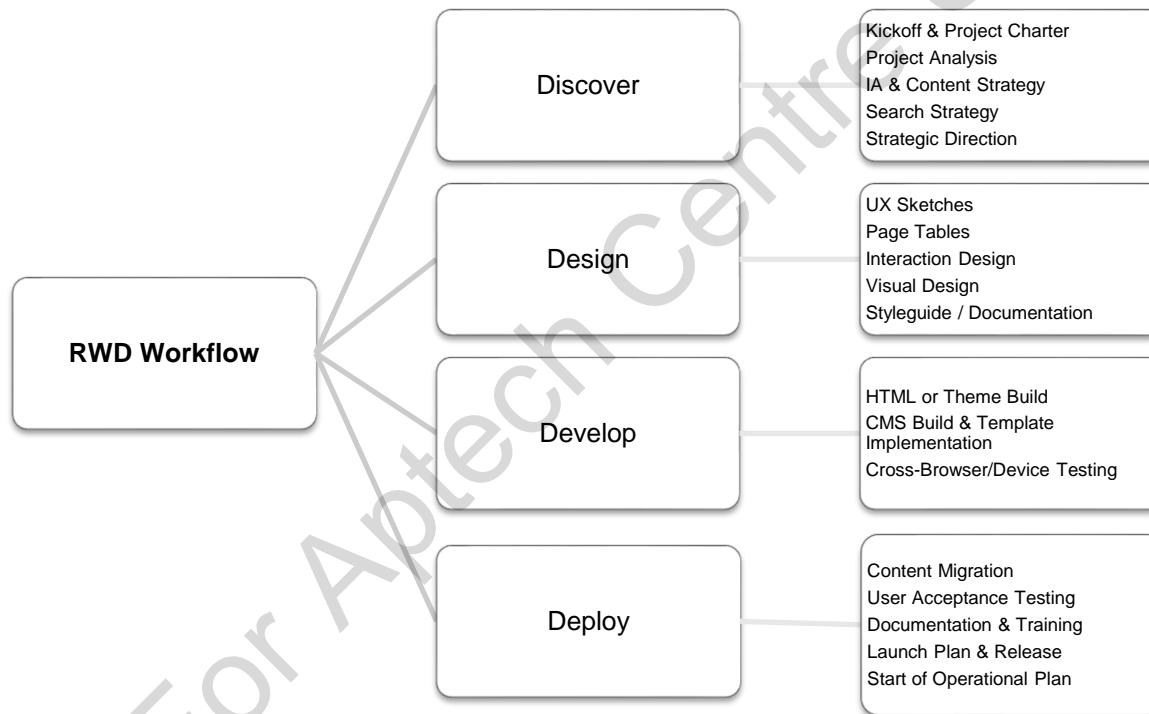 RWD Workflow
Discover
Kickoff & Project Charter
Project Analysis
IA & Content Strategy
Search Strategy
Strategic Direction
Design
UX Sketches
Page Tables
Interaction Design
Visual Design
Styleguide / Documentation
Develop
HTML or Theme Build
CMS Build & Template
Implementation
Cross-Browser/Device Testing
Deploy
Content Migration
User Acceptance Testing
Documentation & Training
Launch Plan & Release
Start of Operational Plan
For Aptech Centre